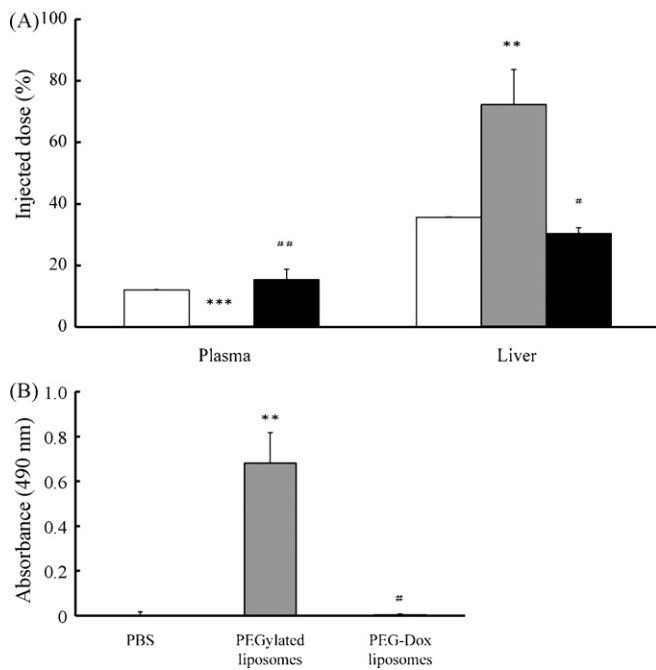 (A)
Injected dose (%)
100
80
60
40
20
0
***
##
**
#
Plasma
Liver
(B)
Absorbance (490 nm)
1.0
0.8
0.6
0.4
0.2
0
**
#
PBS
PEGylated
liposomes
PEG-Dox
liposomes